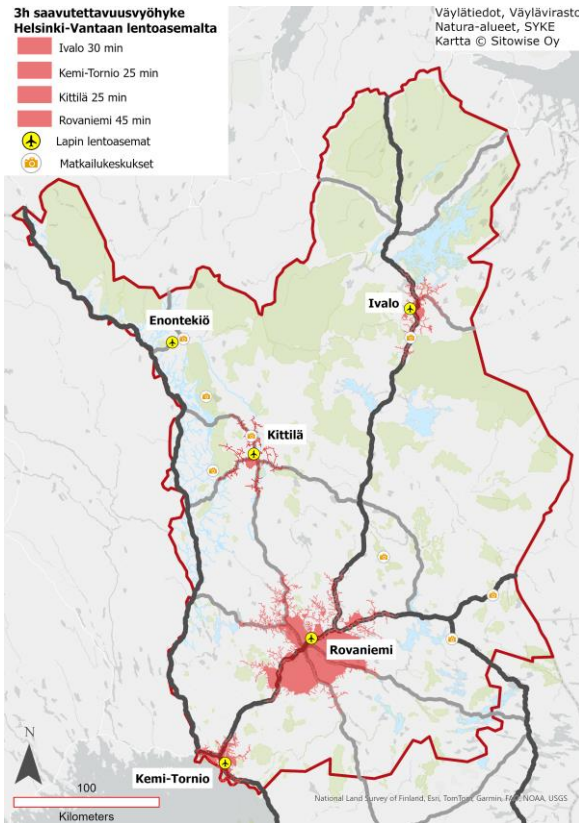 3h saavutettavuusvyöhyke
Helsinki-Vantaan lentoasemalta
Ivalo 30 min
Kemi-Tornio 25 min
Kittilä 25 min
Rovaniemi 45 min
Lapin lentoasemat
Matkailukeskukset
Väylätiedot, Väylävirasto
Natura-alueet, SYKE
Kartta © Sitowise Oy
Ivalo
Enontekiö
Kittilä
Rovaniemi
Kemi-Tornio
N
100
Kilometers
National Land Survey of Finland, Esri, TomTom, Garmin, FAO, NOAA, USGS